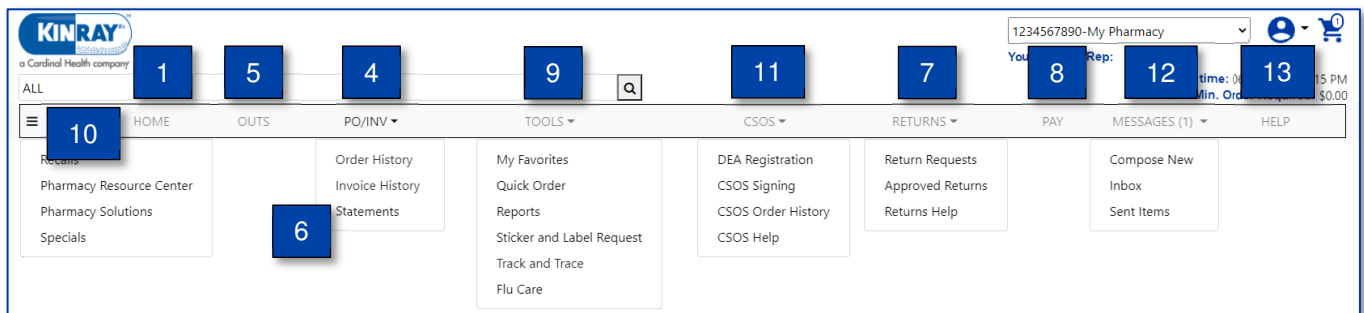 KINRAY
a Cardinal Health company
1234567890-My Pharmacy
1
You
Rep:
1
5
4
9
11
7
8
12
13
ALL
time:
15 PM
Min. Or
$0.00
10
HOME
OUTS
PO/INV
TOOLS
CSOS
RETURNS
PAY
MESSAGES (1)
HELP
Recalls
Order History
My Favorites
DEA Registration
Return Requests
Compose New
Pharmacy Resource Center
Invoice History
Quick Order
CSOS Signing
Approved Returns
Inbox
Pharmacy Solutions
6
Statements
Reports
CSOS Order History
Returns Help
Sent Items
Specials
Sticker and Label Request
CSOS Help
Track and Trace
Flu Care